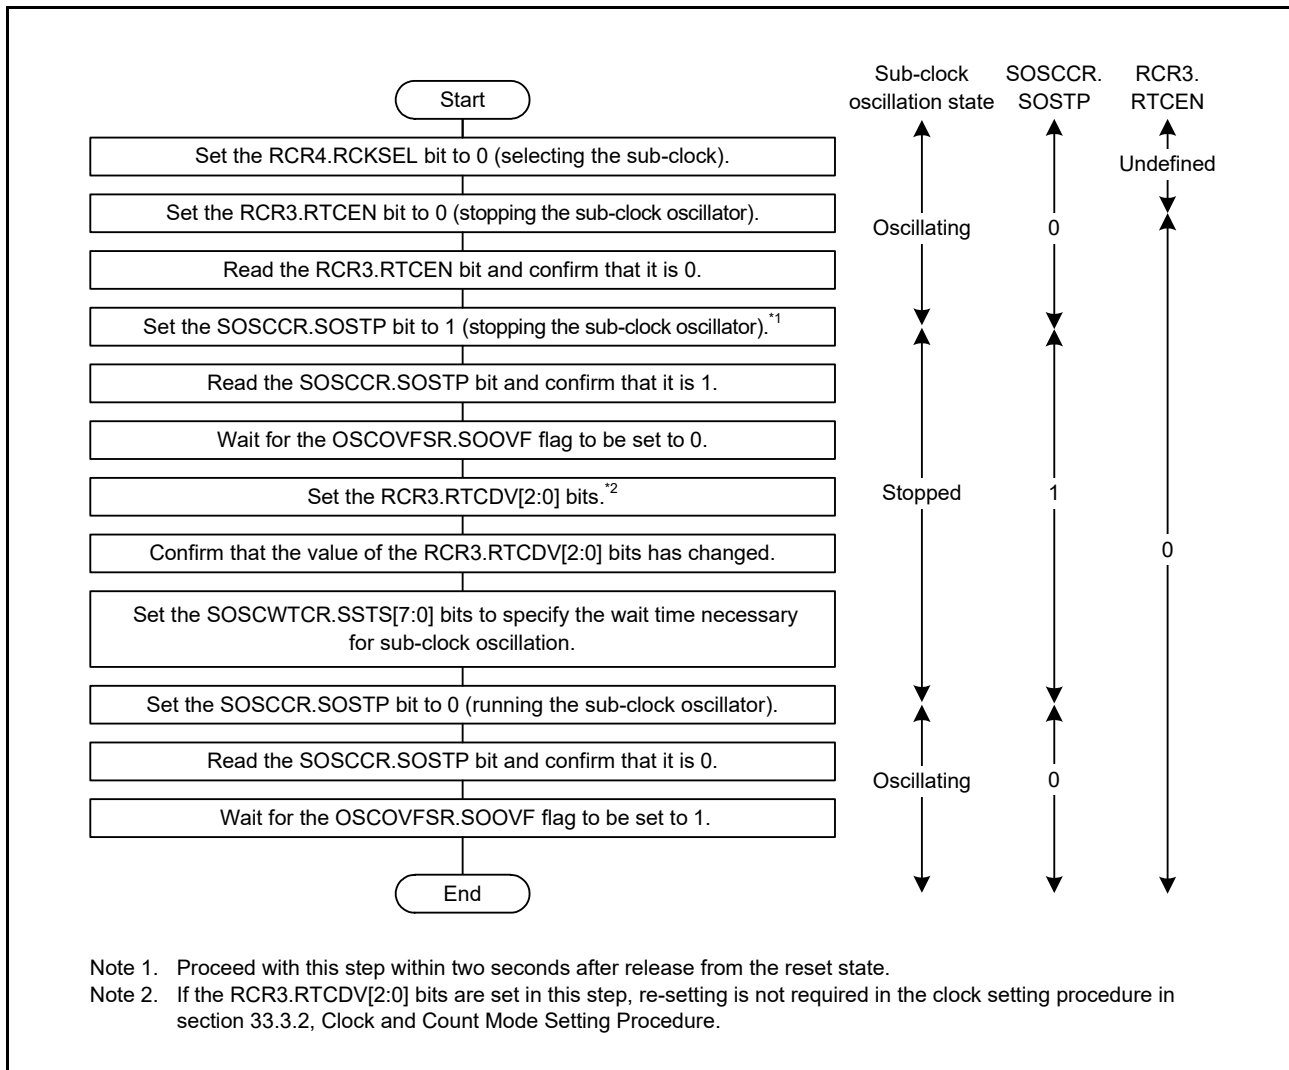 Sub-clock
oscillation state
SOSCCR.
SOSTP
RCR3.
RTCEN
Start
Set the RCR4.RCKSEL bit to 0 (selecting the sub-clock).
Undefined
Set the RCR3.RTCEN bit to 0 (stopping the sub-clock oscillator).
Oscillating
0
Read the RCR3.RTCEN bit and confirm that it is 0.
Set the SOSCCR.SOSTP bit to 1 (stopping the sub-clock oscillator).*1
Read the SOSCCR.SOSTP bit and confirm that it is 1.
Wait for the OSCOVFSR.SOOVF flag to be set to 0.
Set the RCR3.RTCDV[2:0] bits.*2
Stopped
1
Confirm that the value of the RCR3.RTCDV[2:0] bits has changed.
0
Set the SOSCWTCR.SSTS[7:0] bits to specify the wait time necessary
for sub-clock oscillation.
Set the SOSCCR.SOSTP bit to 0 (running the sub-clock oscillator).
Read the SOSCCR.SOSTP bit and confirm that it is 0.
Oscillating
0
Wait for the OSCOVFSR.SOOVF flag to be set to 1.
End
Note 1. Proceed with this step within two seconds after release from the reset state.
Note 2. If the RCR3.RTCDV[2:0] bits are set in this step, re-setting is not required in the clock setting procedure in
section 33.3.2, Clock and Count Mode Setting Procedure.